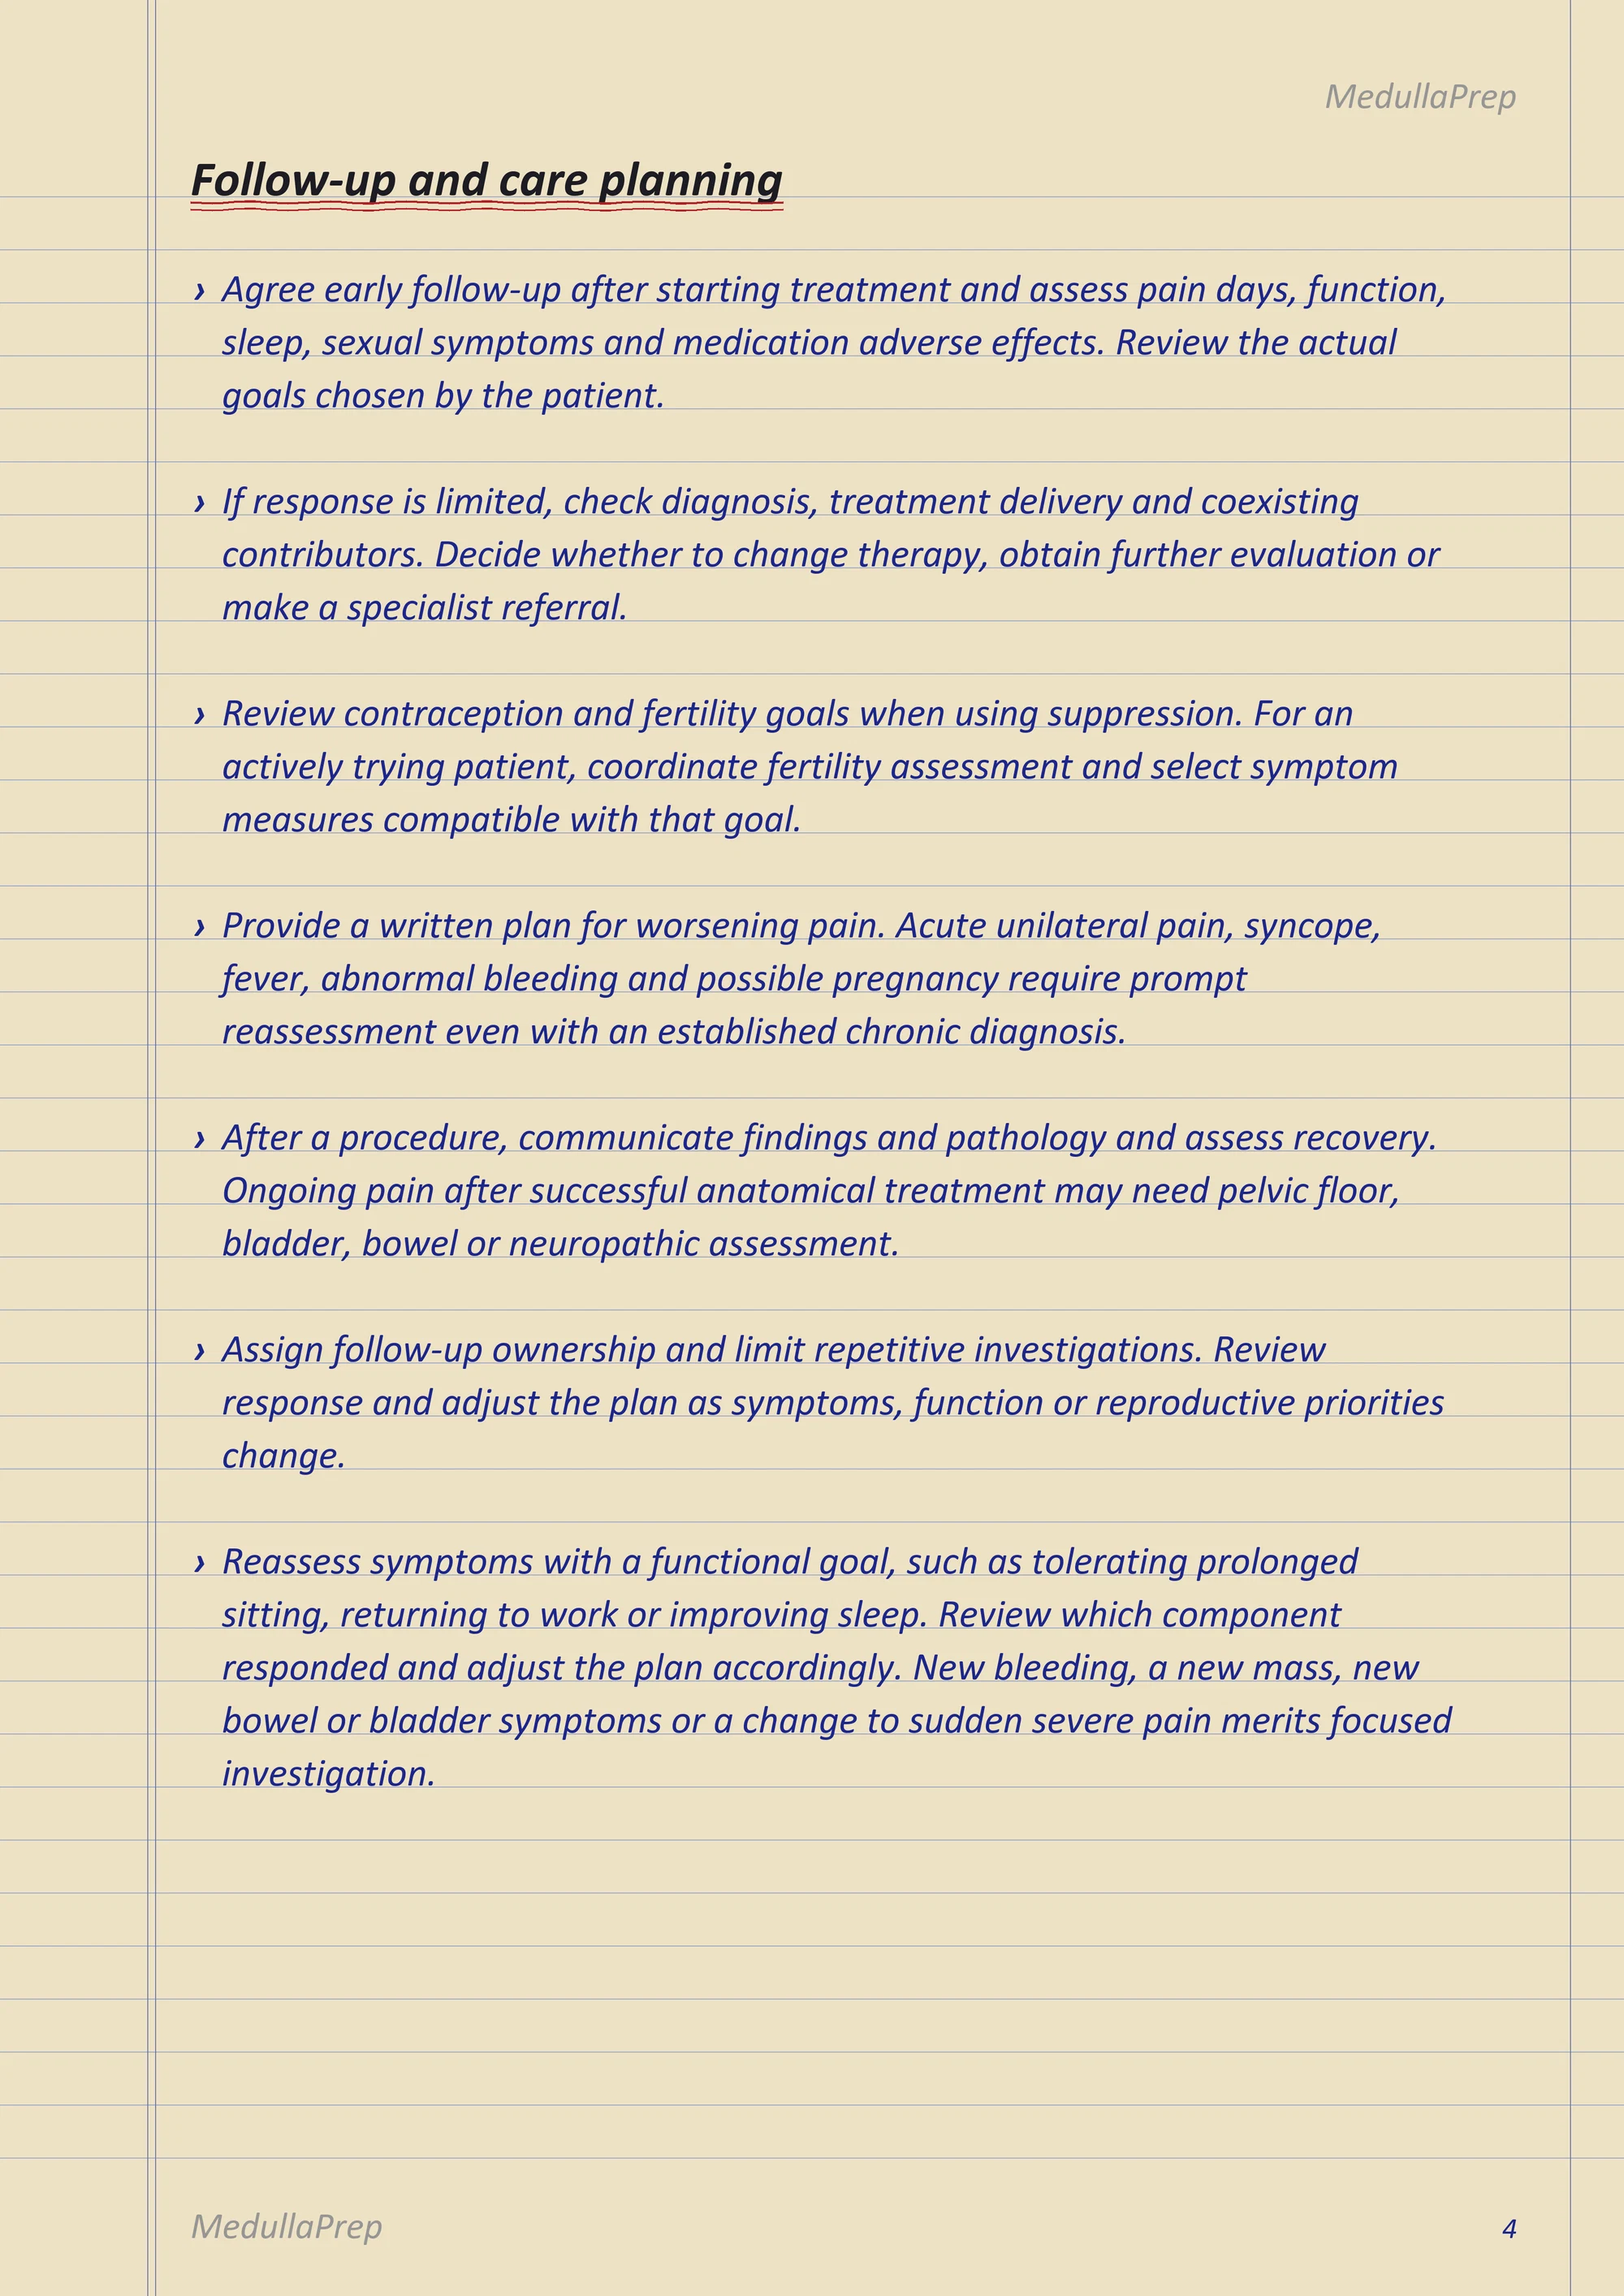 MedullaPrep
Follow-up and care planning
› Agree early follow-up after starting treatment and assess pain days, function,
sleep, sexual symptoms and medication adverse effects. Review the actual
goals chosen by the patient.
› If response is limited, check diagnosis, treatment delivery and coexisting
contributors. Decide whether to change therapy, obtain further evaluation or
make a specialist referral.
› Review contraception and fertility goals when using suppression. For an
actively trying patient, coordinate fertility assessment and select symptom
measures compatible with that goal.
› Provide a written plan for worsening pain. Acute unilateral pain, syncope,
fever, abnormal bleeding and possible pregnancy require prompt
reassessment even with an established chronic diagnosis.
› After a procedure, communicate findings and pathology and assess recovery.
Ongoing pain after successful anatomical treatment may need pelvic floor,
bladder, bowel or neuropathic assessment.
› Assign follow-up ownership and limit repetitive investigations. Review
response and adjust the plan as symptoms, function or reproductive priorities
change.
› Reassess symptoms with a functional goal, such as tolerating prolonged
sitting, returning to work or improving sleep. Review which component
responded and adjust the plan accordingly. New bleeding, a new mass, new
bowel or bladder symptoms or a change to sudden severe pain merits focused
investigation.
MedullaPrep
4